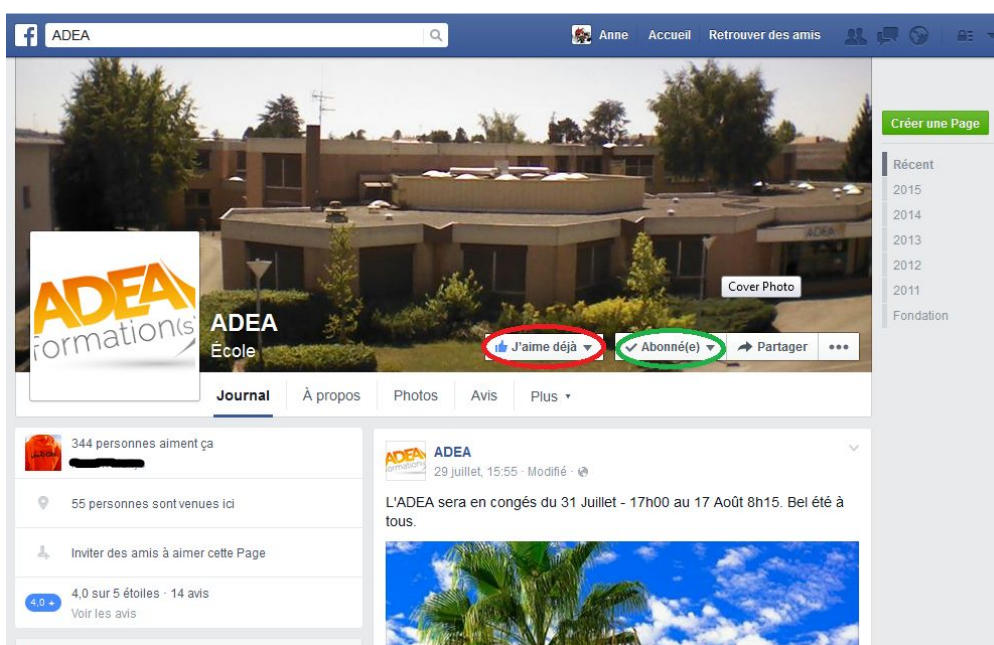 ADEA
Anne
Accueil
Retrouver des amis
Créer une Page
Récent
2015
2014
2013
2012
2011
Fondation
ADEA
Cover Photo
ADEA
formation(s)
ADEA
École
J'aime déjà
Abonné(e)
Partager
Journal
À propos
Photos
Avis
Plus
344 personnes aiment ça
55 personnes sont venues ici
Inviter des amis à aimer cette Page
4,0
4,0 sur 5 étoiles · 14 avis
Voir les avis
ADEA
formation(s)
ADEA
29 juillet, 15:55 · Modifié ·
L'ADEA sera en congés du 31 Juillet - 17h00 au 17 Août 8h15. Bel été à
tous.